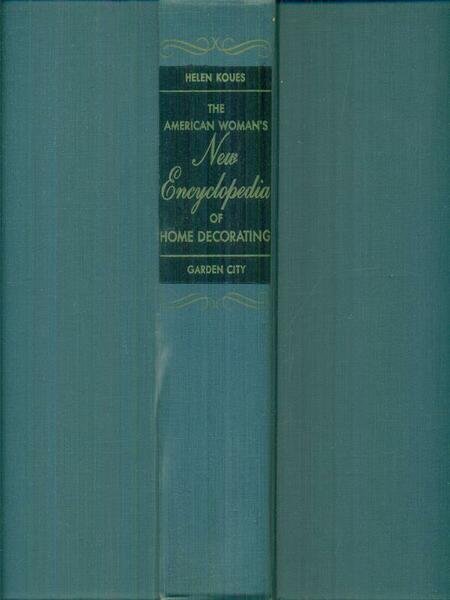 HELEN KOUES
THE
AMERICAN WOMAN'S
New
Encyclopedia
OF
HOME DECORATING
GARDEN CITY